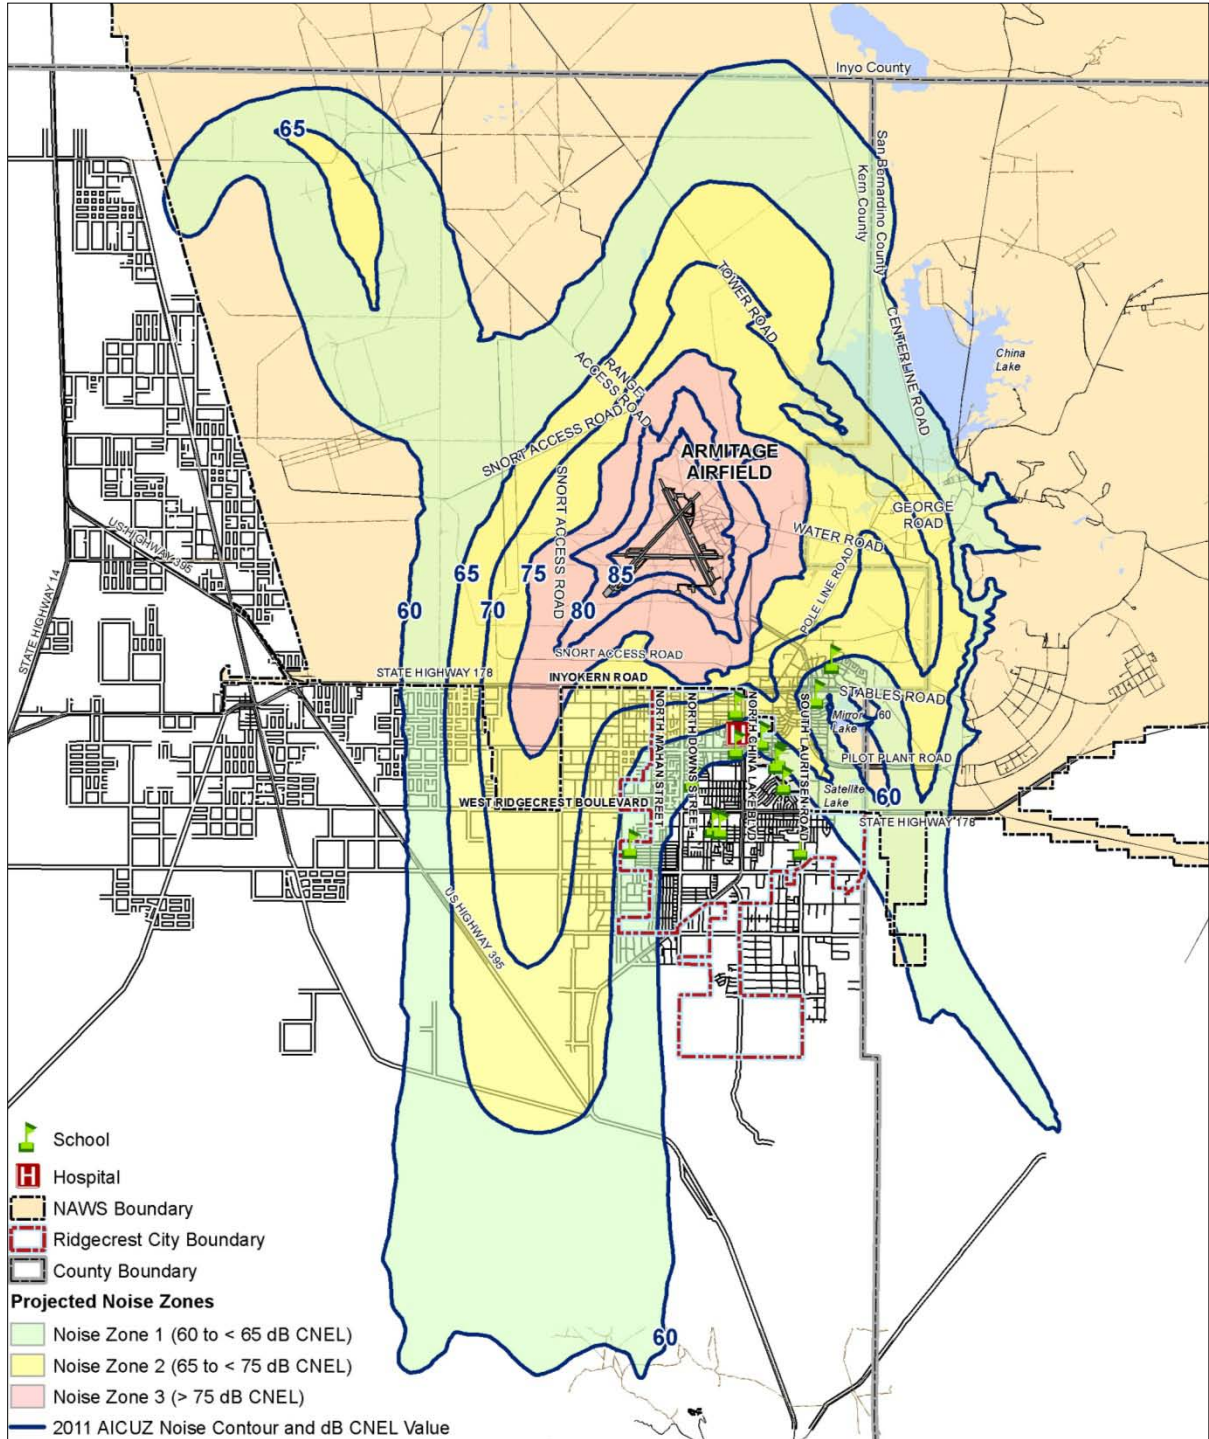 Inyo County
San Bernardino County
Kern County
65
TOWER ROAD
CENTERLINE ROAD
China
Lake
RANGE
ACCESS ROAD
SNORT ACCESS ROAD
ARMITAGE
AIRFIELD
SNORT ACCESS ROAD
GEORGE
ROAD
WATER ROAD
US HIGHWAY 395
STATE HIGHWAY 14
POLE LINE ROAD
65
75
85
60
70
80
SNORT ACCESS ROAD
STATE HIGHWAY 178
INYOKERN ROAD
STABLES ROAD
NORTH MAHAN STREET
NORTH DOWNS STREET
NORTH CHINA LAKE BLVD
SOUTH LAURITSEN ROAD
Mirror
Lake
60
PILOT PLANT ROAD
H
Satellite
Lake
60
WEST RIDGECREST BOULEVARD
STATE HIGHWAY 178
US HIGHWAY 395
60
School
H Hospital
NAWS Boundary
Ridgecrest City Boundary
County Boundary
Projected Noise Zones
Noise Zone 1 (60 to < 65 dB CNEL)
Noise Zone 2 (65 to < 75 dB CNEL)
Noise Zone 3 (> 75 dB CNEL)
2011 AICUZ Noise Contour and dB CNEL Value